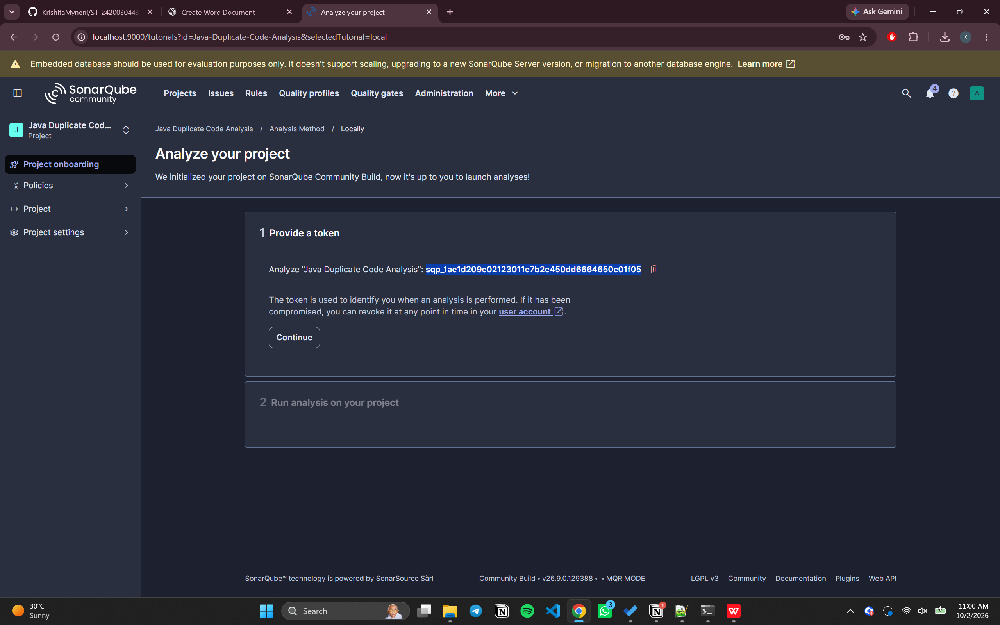 KrishitaMyneni/S1_2420030443
Create Word Document
Analyze your project
Ask Gemini
localhost:9000/tutorials?id=Java-Duplicate-Code-Analysis&selectedTutorial=local
K
Embedded database should be used for evaluation purposes only. It doesn't support scaling, upgrading to a new SonarQube Server version, or migration to another database engine. Learn more
SonarQube community
Projects
Issues
Rules
Quality profiles
Quality gates
Administration
More
4
?
A
J
Java Duplicate Cod...
Project
Project onboarding
Policies
Project
Project settings
Java Duplicate Code Analysis / Analysis Method / Locally
Analyze your project
We initialized your project on SonarQube Community Build, now it's up to you to launch analyses!
1 Provide a token
Analyze "Java Duplicate Code Analysis": sqp_1ac1d209c02123011e7b2c450dd6664650c01f05
The token is used to identify you when an analysis is performed. If it has been
compromised, you can revoke it at any point in time in your user account.
Continue
2 Run analysis on your project
SonarQube™ technology is powered by SonarSource Sàrl
Community Build • v26.9.0.129388 • • MQR MODE
LGPL v3
Community
Documentation
Plugins
Web API
30°C
Sunny
Search
3
1
11:00 AM
10/2/2026